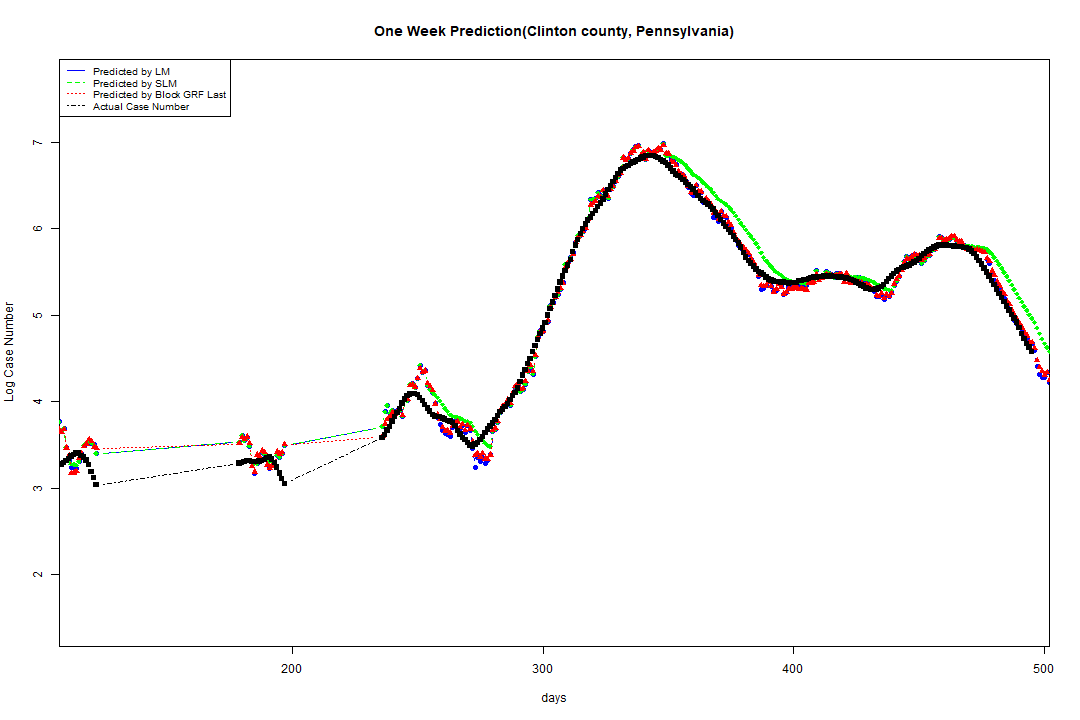 One Week Prediction(Clinton county, Pennsylvania)
Predicted by LM
Predicted by SLM
Predicted by Block GRF Last
Actual Case Number
7
6
5
4
3
2
Log Case Number
200 300 400 500
days